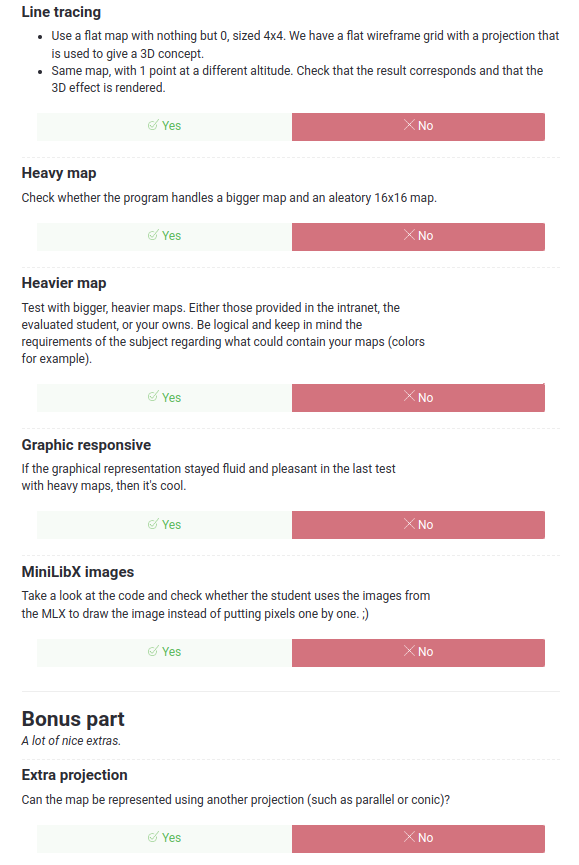 Line tracing
• Use a flat map with nothing but 0, sized 4x4. We have a flat wireframe grid with a projection that
is used to give a 3D concept.
• Same map, with 1 point at a different altitude. Check that the result corresponds and that the
3D effect is rendered.
Yes No
Heavy map
Check whether the program handles a bigger map and an aleatory 16x16 map.
Yes No
Heavier map
Test with bigger, heavier maps. Either those provided in the intranet, the
evaluated student, or your owns. Be logical and keep in mind the
requirements of the subject regarding what could contain your maps (colors
for example).
Yes No
Graphic responsive
If the graphical representation stayed fluid and pleasant in the last test
with heavy maps, then it's cool.
Yes No
MiniLibX images
Take a look at the code and check whether the student uses the images from
the MLX to draw the image instead of putting pixels one by one. ;)
Yes No
Bonus part
A lot of nice extras.
Extra projection
Can the map be represented using another projection (such as parallel or conic)?
Yes No